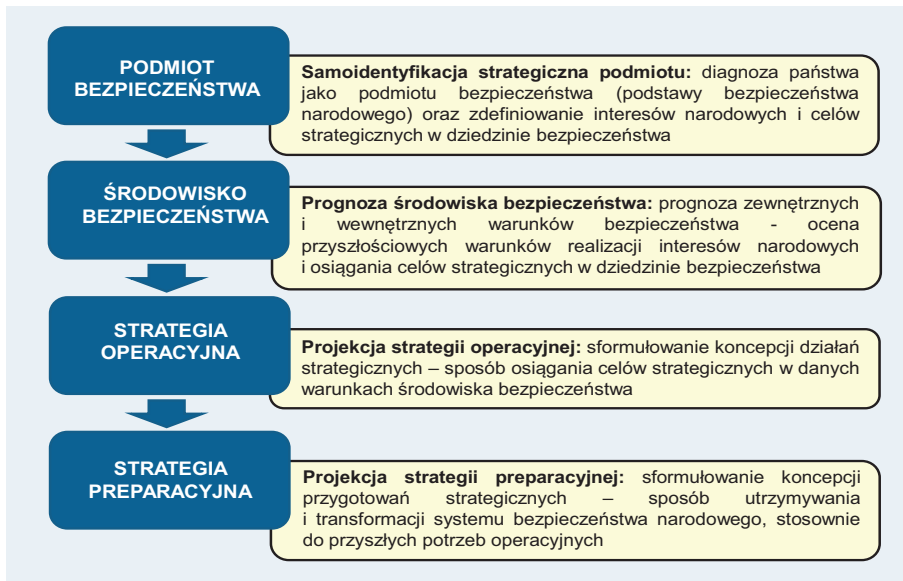 PODMIOT
BEZPIECZEŃSTWA
Samoidentyfikacja strategiczna podmiotu: diagnoza państwa
jako podmiotu bezpieczeństwa (podstawy bezpieczeństwa
narodowego) oraz zdefiniowanie interesów narodowych i celów
strategicznych w dziedzinie bezpieczeństwa
ŚRODOWISKO
BEZPIECZEŃSTWA
Prognoza środowiska bezpieczeństwa: prognoza zewnętrznych
i wewnętrznych warunków bezpieczeństwa - ocena
przyszłościowych warunków realizacji interesów narodowych
i osiągania celów strategicznych w dziedzinie bezpieczeństwa
STRATEGIA
OPERACYJNA
Projekcja strategii operacyjnej: sformułowanie koncepcji działań
strategicznych – sposób osiągania celów strategicznych w danych
warunkach środowiska bezpieczeństwa
STRATEGIA
PREPARACYJNA
Projekcja strategii preparacyjnej: sformułowanie koncepcji
przygotowań strategicznych – sposób utrzymywania
i transformacji systemu bezpieczeństwa narodowego, stosownie
do przyszłych potrzeb operacyjnych